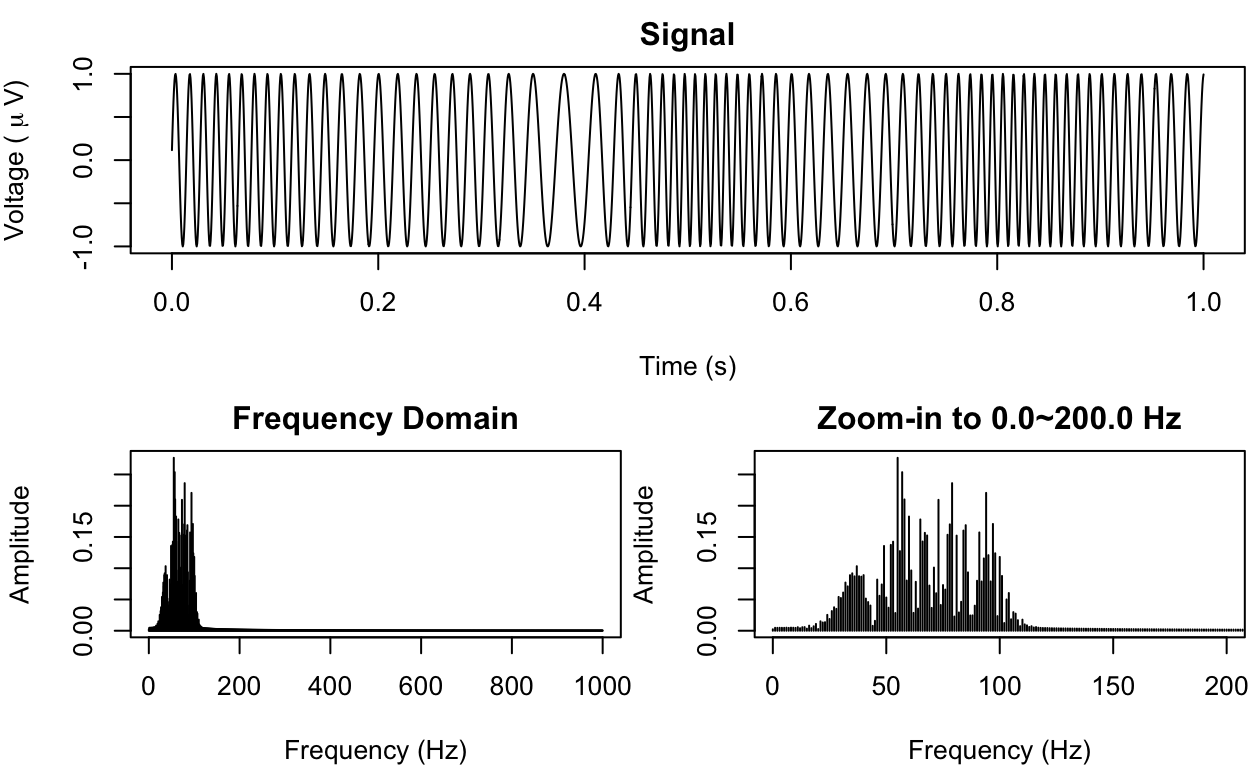 Signal
Voltage ( μ V)
1.0
0.0
-1.0
0.0 0.2 0.4 0.6 0.8 1.0
Time (s)
Frequency Domain
Amplitude
0.15
0.00
0 200 400 600 800 1000
Frequency (Hz)
Zoom-in to 0.0~200.0 Hz
Amplitude
0.15
0.00
0 50 100 150 200
Frequency (Hz)